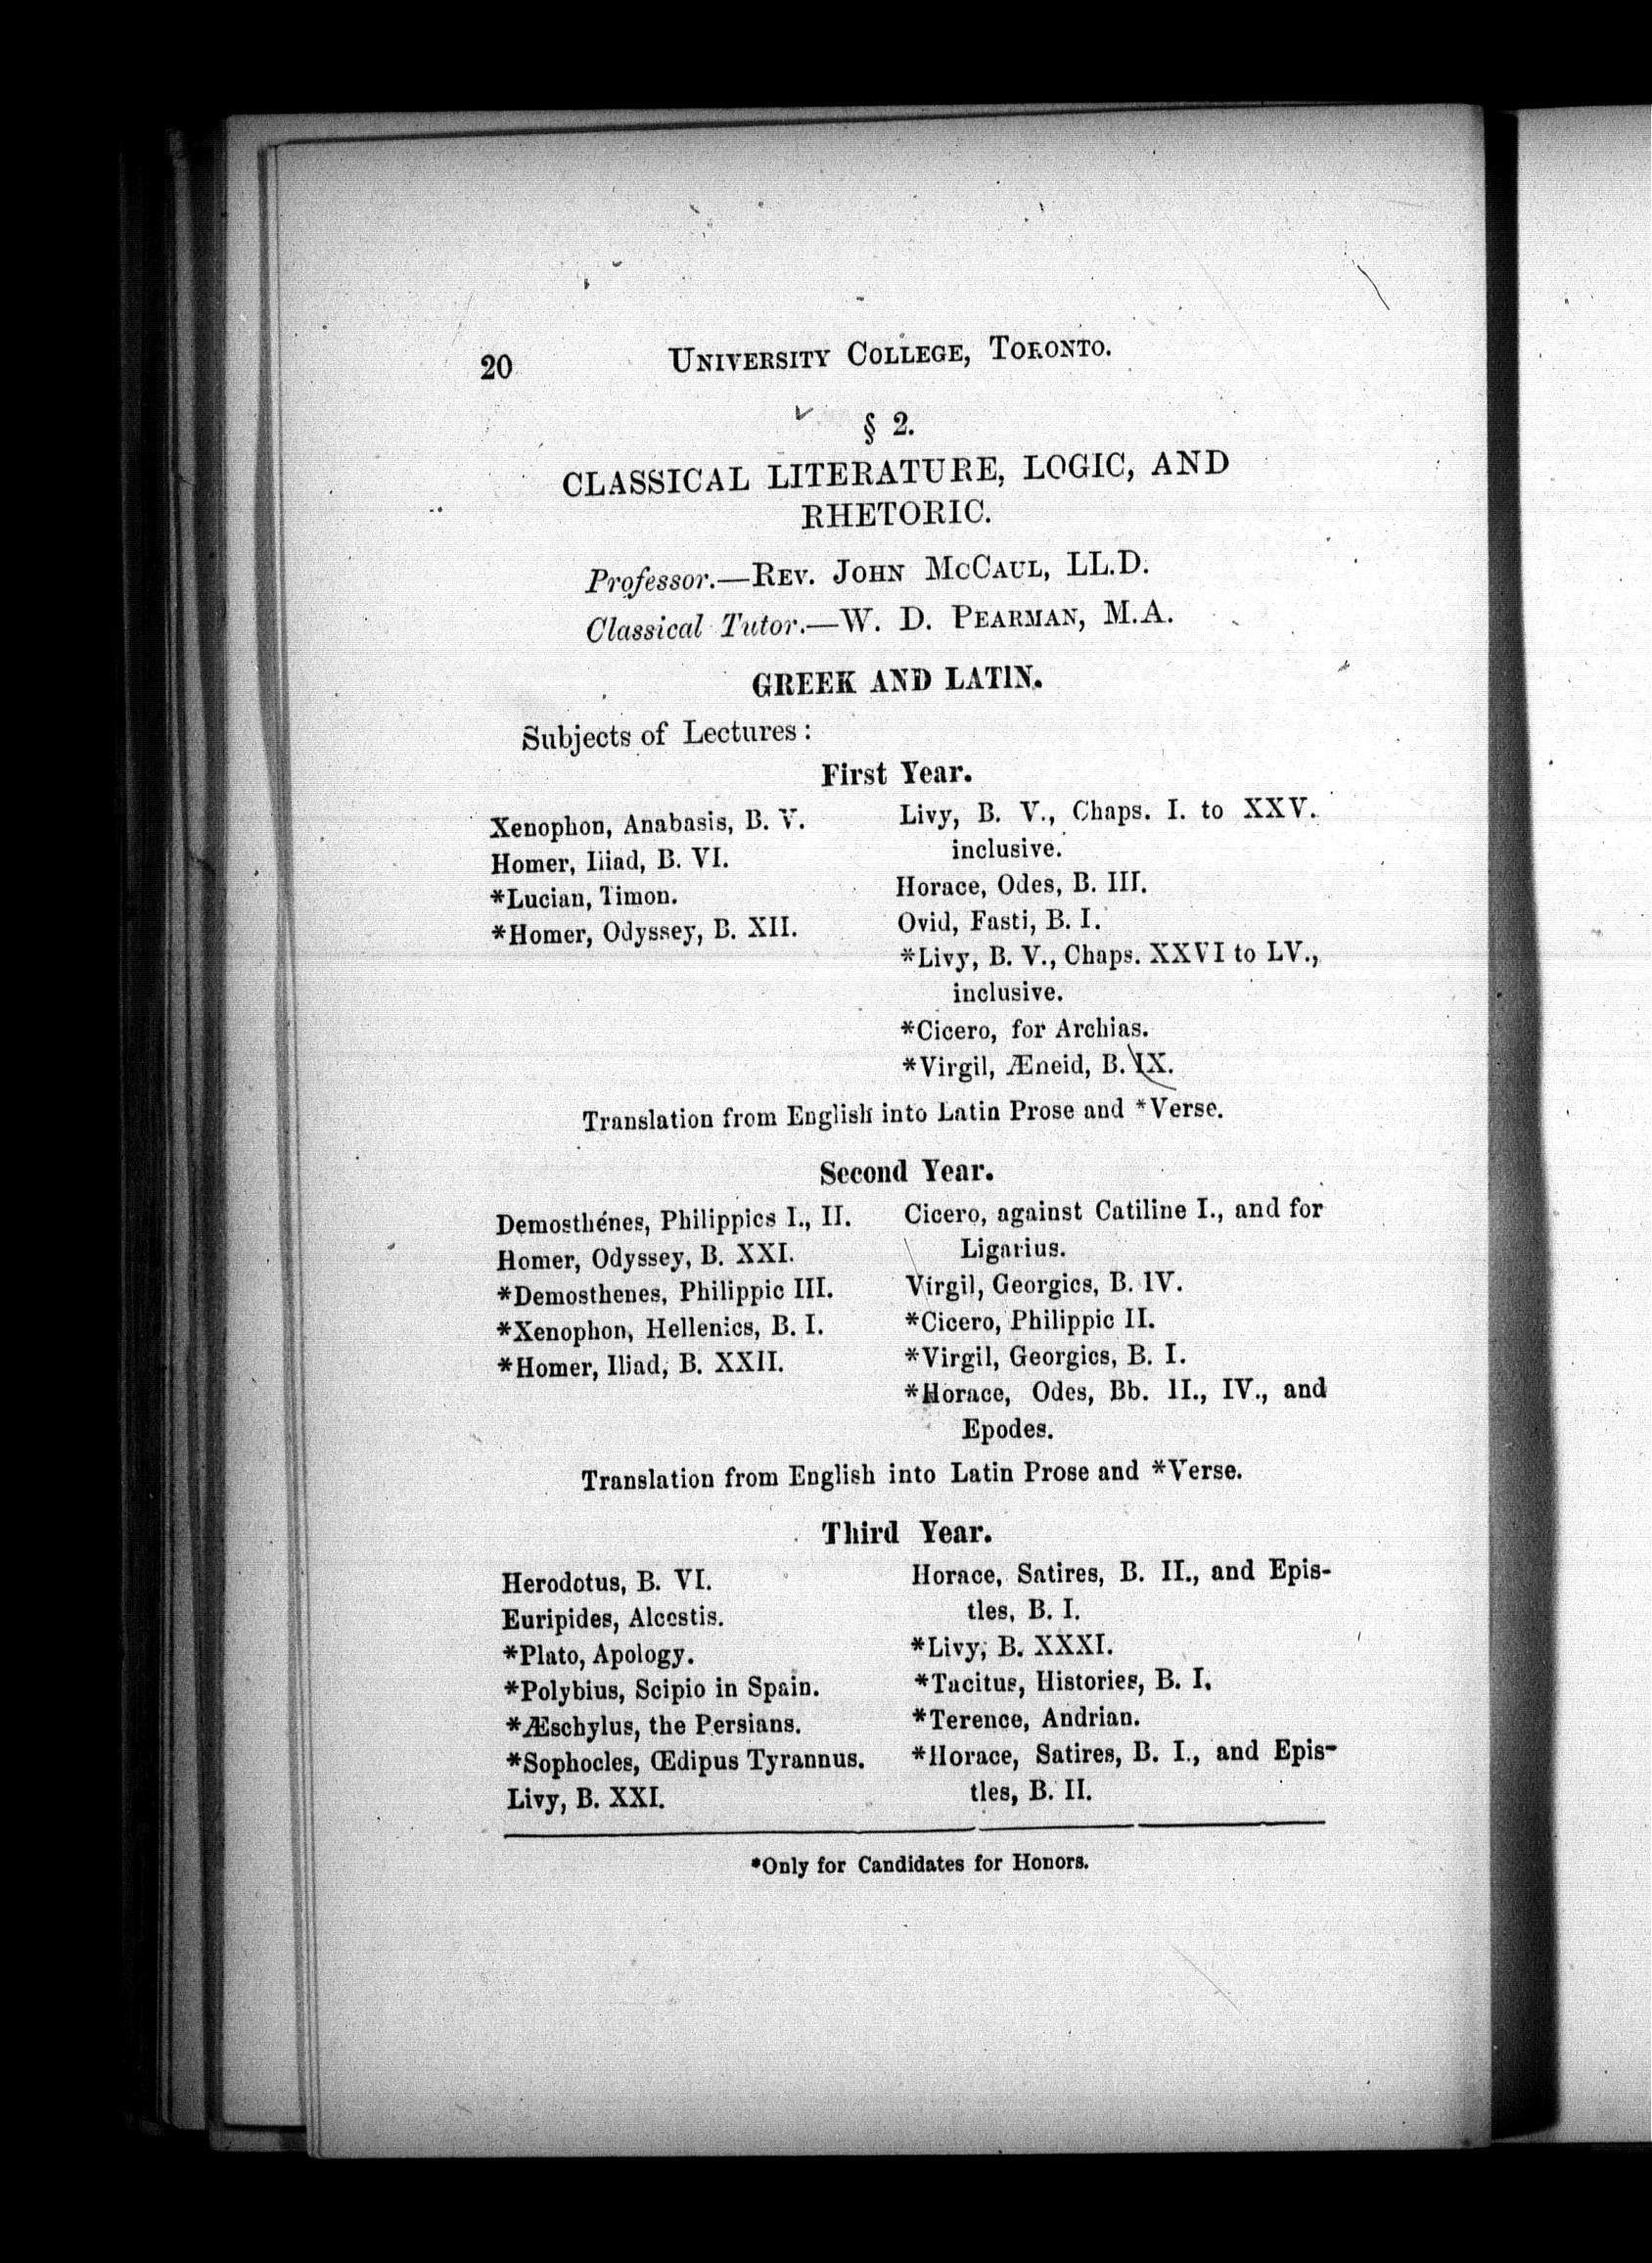 20
UNIVERSITY COLLEGE, TORONTO.
§ 2.
CLASSICAL LITERATURE, LOGIC, AND
RHETORIC.
Professor.—REV. JOHN MCCAUL, LL.D.
Classical Tutor.—W. D. PEARMAN, M.A.
GREEK AND LATIN.
Subjects of Lectures:
First Year.
Xenophon, Anabasis, B. V.
Homer, Iliad, B. VI.
*Lucian, Timon.
*Homer, Odyssey, B. XII.
Livy, B. V., Chaps. I. to XXV.
inclusive.
Horace, Odes, B. III.
Ovid, Fasti, B. I.
*Livy, B. V., Chaps. XXVI to LV.,
inclusive.
*Cicero, for Archias.
*Virgil, Æneid, B. IX.
Translation from English into Latin Prose and *Verse.
Second Year.
Demosthenes, Philippics I., II.
Homer, Odyssey, B. XXI.
*Demosthenes, Philippic III.
*Xenophon, Hellenics, B. I.
*Homer, Iliad, B. XXII.
Cicero, against Catiline I., and for
Ligarius.
Virgil, Georgics, B. IV.
*Cicero, Philippic II.
*Virgil, Georgics, B. I.
*Horace, Odes, Bb. II., IV., and
Epodes.
Translation from English into Latin Prose and *Verse.
Third Year.
Herodotus, B. VI.
Euripides, Alcestis.
*Plato, Apology.
*Polybius, Scipio in Spain.
*Æschylus, the Persians.
*Sophocles, Œdipus Tyrannus.
Livy, B. XXI.
Horace, Satires, B. II., and Epis-
tles, B. I.
*Livy, B. XXXI.
*Tacitus, Histories, B. I.
*Terence, Andrian.
*Horace, Satires, B. I., and Epis-
tles, B. II.
*Only for Candidates for Honors.